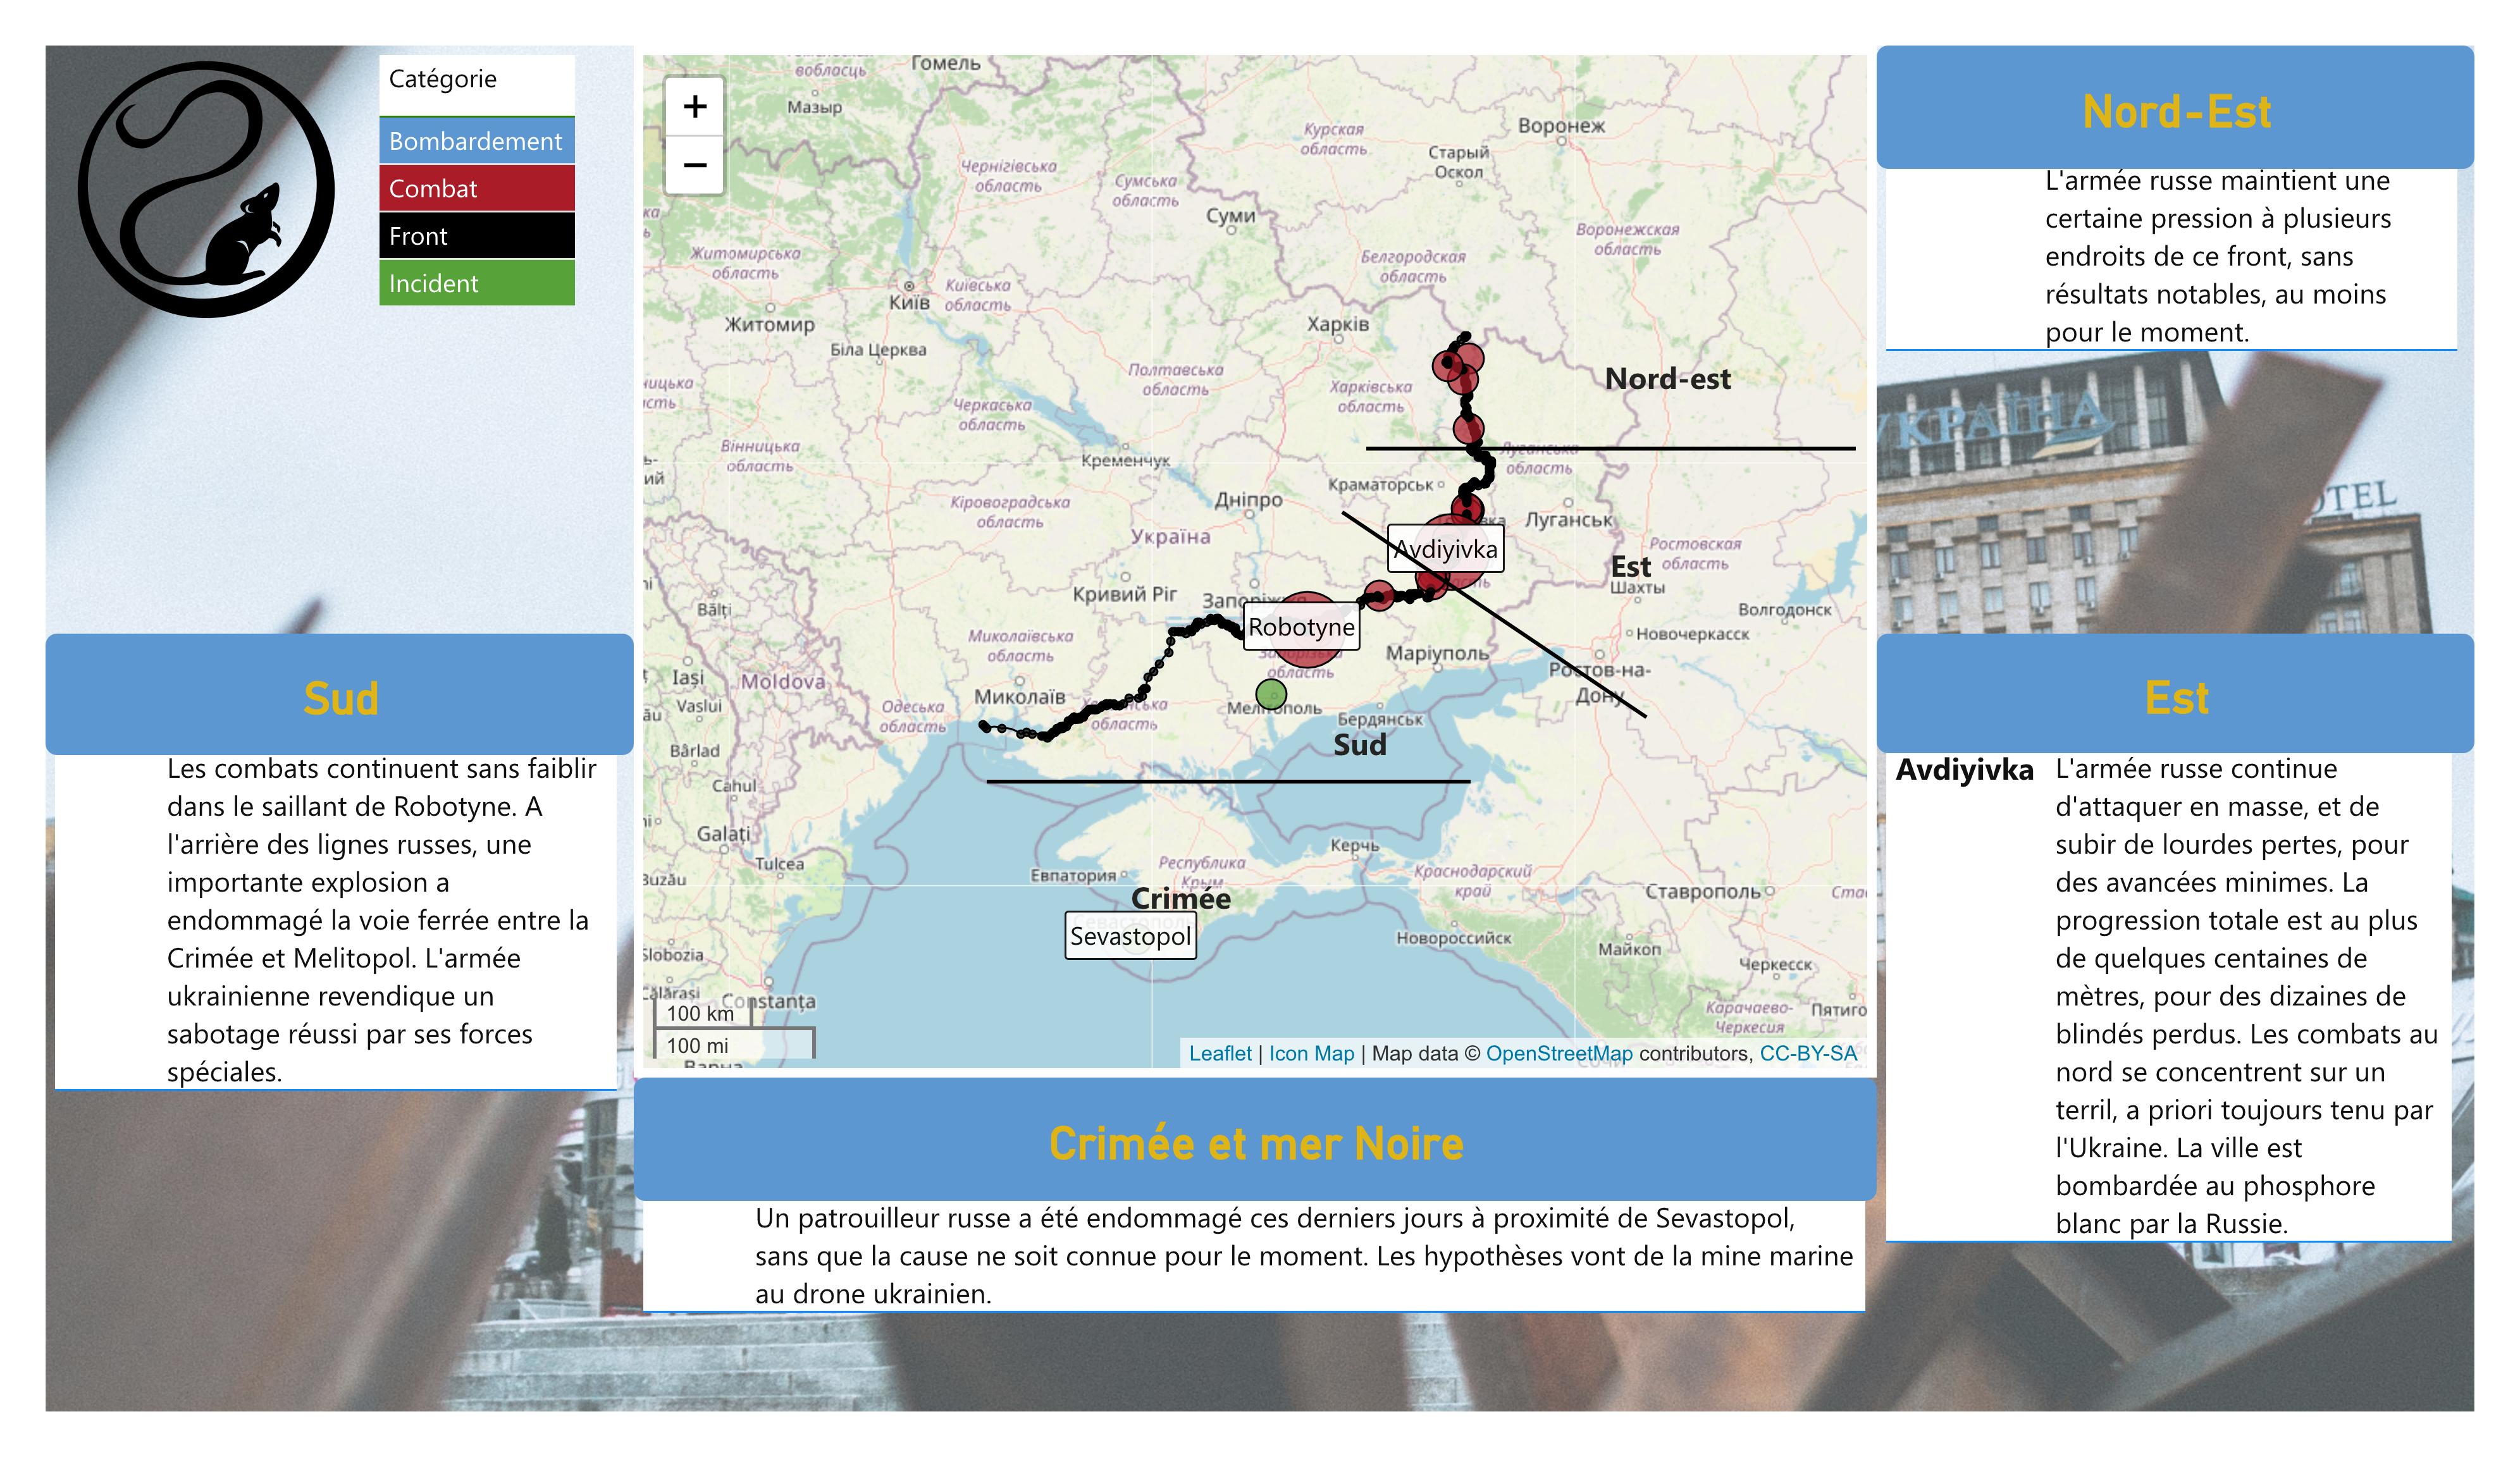 Catégorie
Bombardement
Combat
Front
Incident
Sud
Les combats continuent sans faiblir
dans le saillant de Robotyne. A
l'arrière des lignes russes, une
importante explosion a
endommagé la voie ferrée entre la
Crimée et Melitopol. L'armée
ukrainienne revendique un
sabotage réussi par ses forces
spéciales.
+
−
вобласць
Гомель
Мазыр
Курская
область
Воронеж
Старый
Оскол
Чернігівська
область
Сумська
область
Суми
Житомирська
область
Київ
Київська
область
Белгородская
область
Воронежская
область
Житомир
Біла Церква
Харків
Полтавська
область
Харківська
область
Nord-est
Черкаська
область
Вінницька
область
Кременчук
область
Краматорськ
Дніпро
Кіровоградська
область
Україна
Луганськ
Avdiyivka
Est
Ростовская
область
Шахты
Волгодонск
Новочеркасск
Кривий Ріг
Robotyne
область
Bălți
Миколаївська
область
Маріуполь
Ростов-на-
Дону
Iași
Moldova
Vaslui
Миколаїв
Одеська
область
область
Мелітополь
Бердянськ
Sud
Bârlad
Cahul
Galați
Tulcea
Керчь
Евпатория
Республика
Крым
Краснодарский
край
Ставрополь
Crimée
Sevastopol
Buzău
Slobozia
Новороссийск
Майкоп
Черкесск
Călărași
Constanța
Карачаево-
Черкесия
Пятиго
100 km
100 mi
Leaflet | Icon Map | Map data © OpenStreetMap contributors, CC-BY-SA
Crimée et mer Noire
Un patrouilleur russe a été endommagé ces derniers jours à proximité de Sevastopol,
sans que la cause ne soit connue pour le moment. Les hypothèses vont de la mine marine
au drone ukrainien.
Nord-Est
L'armée russe maintient une
certaine pression à plusieurs
endroits de ce front, sans
résultats notables, au moins
pour le moment.
УКРАЇНА
OTEL
Est
Avdiyivka
L'armée russe continue
d'attaquer en masse, et de
subir de lourdes pertes, pour
des avancées minimes. La
progression totale est au plus
de quelques centaines de
mètres, pour des dizaines de
blindés perdus. Les combats au
nord se concentrent sur un
terril, a priori toujours tenu par
l'Ukraine. La ville est
bombardée au phosphore
blanc par la Russie.